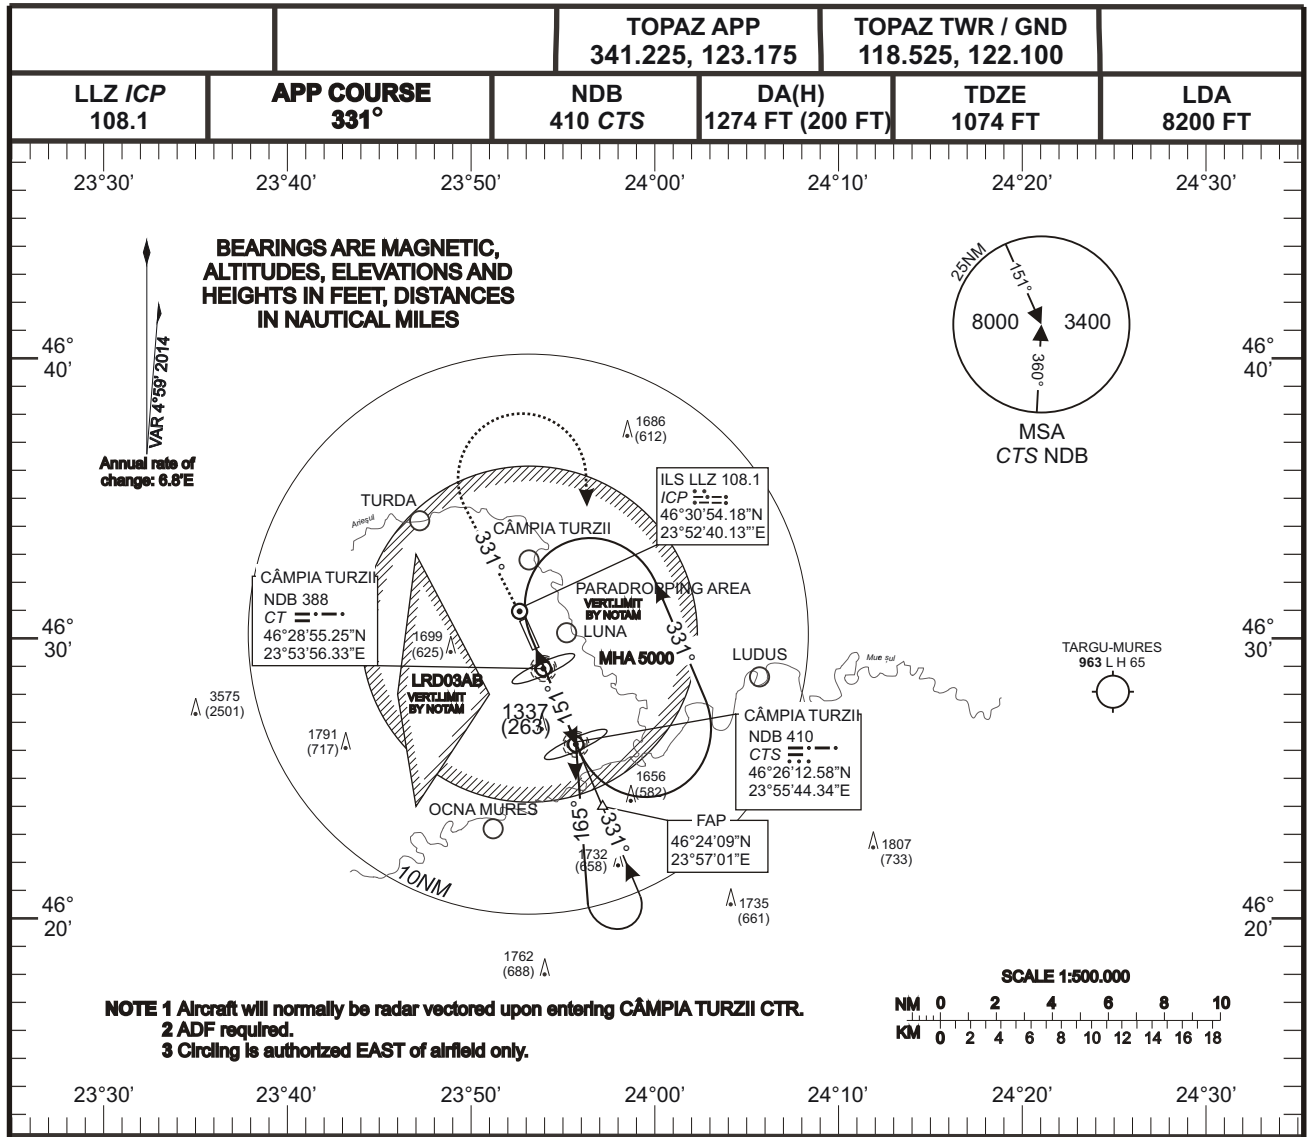 TOPAZ APP
341.225, 123.175
TOPAZ TWR / GND
118.525, 122.100
LLZ ICP
108.1
APP COURSE
331°
NDB
410 CTS
DA(H)
1274 FT (200 FT)
TDZE
1074 FT
LDA
8200 FT
23°30’ 23°40’ 23°50’ 24°00’ 24°10’ 24°20’ 24°30’
BEARINGS ARE MAGNETIC,
ALTITUDES, ELEVATIONS AND
HEIGHTS IN FEET, DISTANCES
IN NAUTICAL MILES
VAR 4°59' 2014
Annual rate of
change: 6.8'E
25NM
151°
8000 3400
360°
MSA
CTS NDB
46°
40’
46°
40’
1686
(612)
TURDA
Arieșul
CÂMPIA TURZII
331°
ILS LLZ 108.1
ICP
46°30’54.18”N
23°52’40.13”’E
CÂMPIA TURZII
NDB 388
CT
46°28’55.25”N
23°53’56.33”E
PARADROPPING AREA
VERT.LIMIT
BY NOTAM
LUNA
MHA 5000
331°
46°
30’
46°
30’
1699
(625)
LRD03AB
VERT.LIMIT
BY NOTAM
LUDUS
TARGU-MURES
963 L H 65
3575
(2501)
1791
(717)
1337
(263)
151°
CÂMPIA TURZII
NDB 410
CTS
46°26’12.58”N
23°55’44.34”E
1656
(582)
OCNA MURES
165°
331°
FAP
46°24’09”N
23°57’01”E
1732
(658)
1807
(733)
10NM
1735
(661)
46°
20’
46°
20’
1762
(688)
SCALE 1:500.000
NM 0 2 4 6 8 10
KM 0 2 4 6 8 10 12 14 16 18
NOTE 1 Aircraft will normally be radar vectored upon entering CÂMPIA TURZII CTR.
2 ADF required.
3 Circling is authorized EAST of airfield only.
23°30’ 23°40’ 23°50’ 24°00’ 24°10’ 24°20’ 24°30’